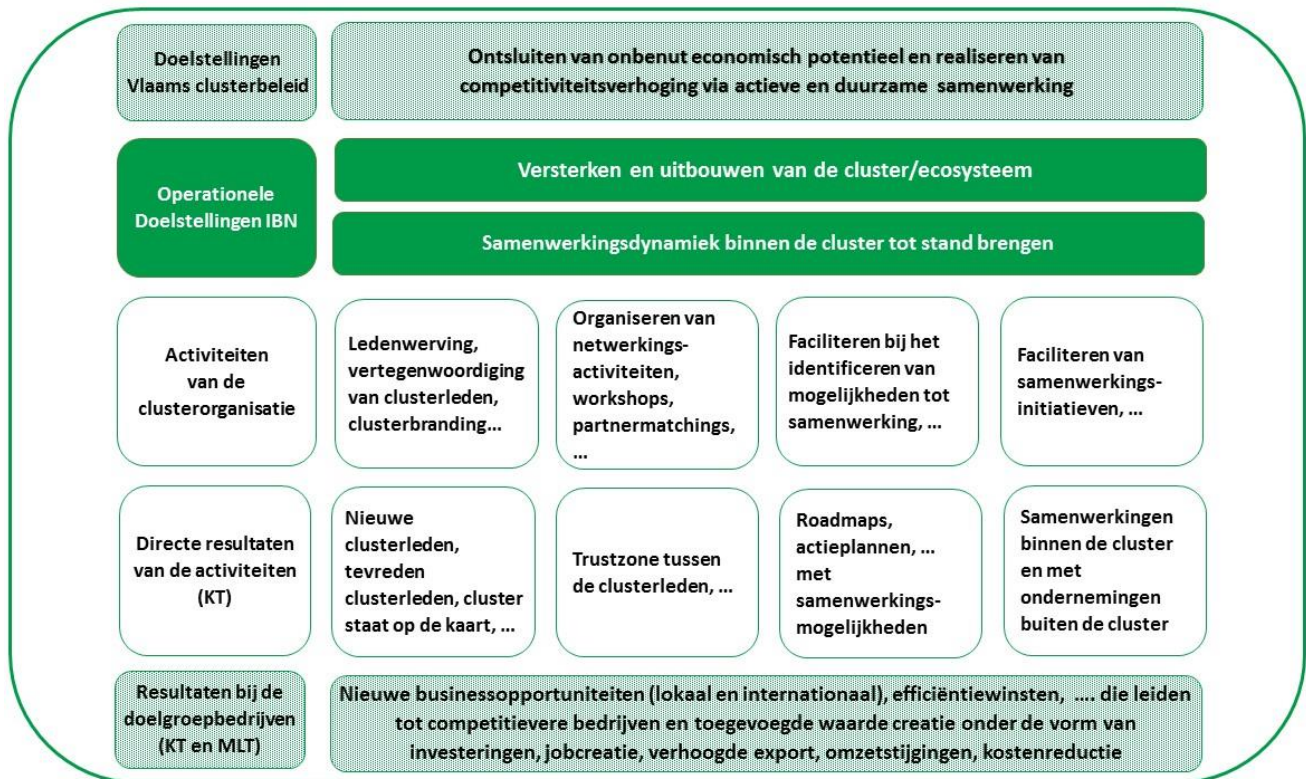 Doelstellingen
Vlaams clusterbeleid
Ontsluiten van onbenut economisch potentieel en realiseren van
competitiviteitsverhoging via actieve en duurzame samenwerking
Operationele
Doelstellingen IBN
Versterken en uitbouwen van de cluster/ecosysteem
Samenwerkingsdynamiek binnen de cluster tot stand brengen
Activiteiten
van de
clusterorganisatie
Ledenwerving,
vertegenwoordiging
van clusterleden,
clusterbranding...
Organiseren van
netwerkings-
activiteiten,
workshops,
partnermatchings,
...
Faciliteren bij het
identificeren van
mogelijkheden tot
samenwerking, ...
Faciliteren van
samenwerkings-
initiatieven, ...
Directe resultaten
van de activiteiten
(KT)
Nieuwe
clusterleden,
tevreden
clusterleden, cluster
staat op de kaart, ...
Trustzone tussen
de clusterleden, ...
Roadmaps,
actieplannen, ...
met
samenwerkings-
mogelijkheden
Samenwerkingen
binnen de cluster
en met
ondernemingen
buiten de cluster
Resultaten bij de
doelgroepbedrijven
(KT en MLT)
Nieuwe businessopportuniteiten (lokaal en internationaal), efficiëntiewinsten, .... die leiden
tot competitievere bedrijven en toegevoegde waarde creatie onder de vorm van
investeringen, jobcreatie, verhoogde export, omzetstijgingen, kostenreductie